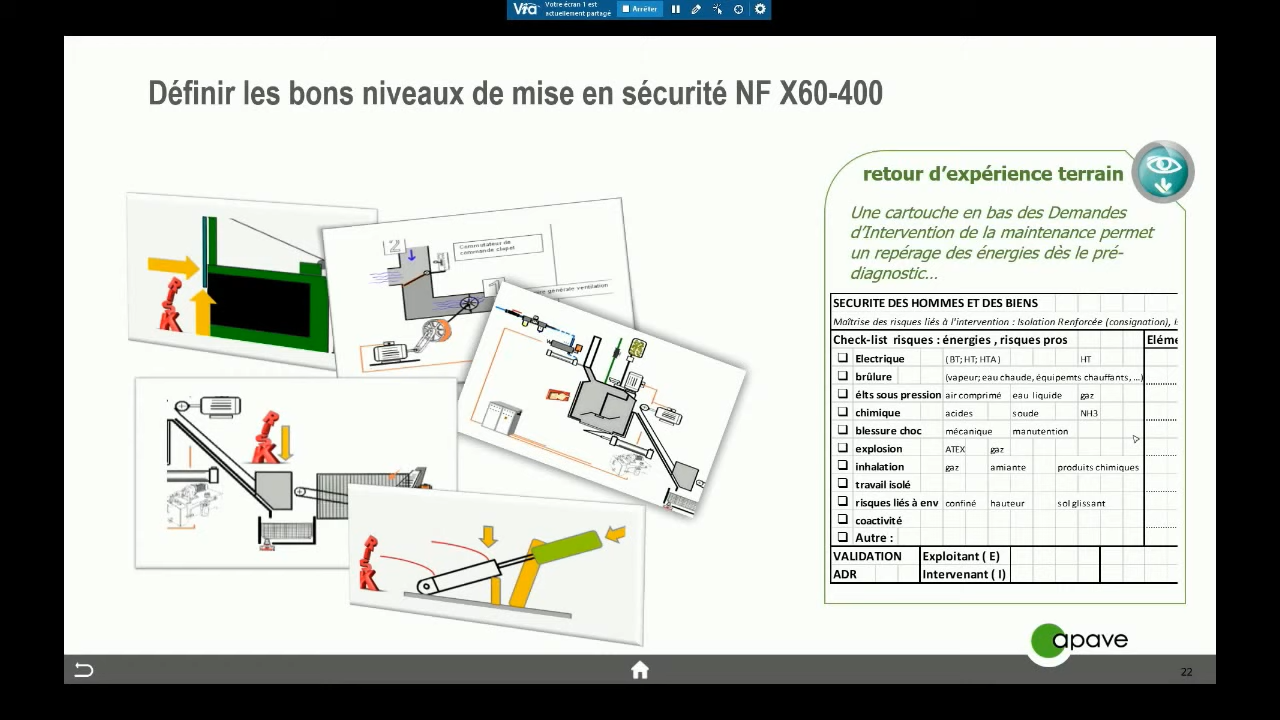 Votre écran 1 est
actuellement partagé
Arrêter
Définir les bons niveaux de mise en sécurité NF X60-400
retour d'expérience terrain
Une cartouche en bas des Demandes
d'Intervention de la maintenance permet
un repérage des énergies dès le pré-
diagnostic...
2
Commutateur de
commande clapet
générale ventilation
RISK
RISK
RISK
SECURITE DES HOMMES ET DES BIENS
Maîtrise des risques liés à l'intervention : Isolation Renforcée (consignation),
Check-list risques : énergies , risques pros
Eléme
Electrique ( BT; HT; HTA ) HT
brûlure (vapeur; eau chaude, équipemts chauffants, ...)
élts sous pression air comprimé eau liquide gaz
chimique acides soude NH3
blessure choc mécanique manutention
explosion ATEX gaz
inhalation gaz amiante produits chimiques
travail isolé
risques liés à env confiné hauteur sol glissant
coactivité
Autre :
VALIDATION Exploitant ( E)
ADR Intervenant ( I)
apave
22